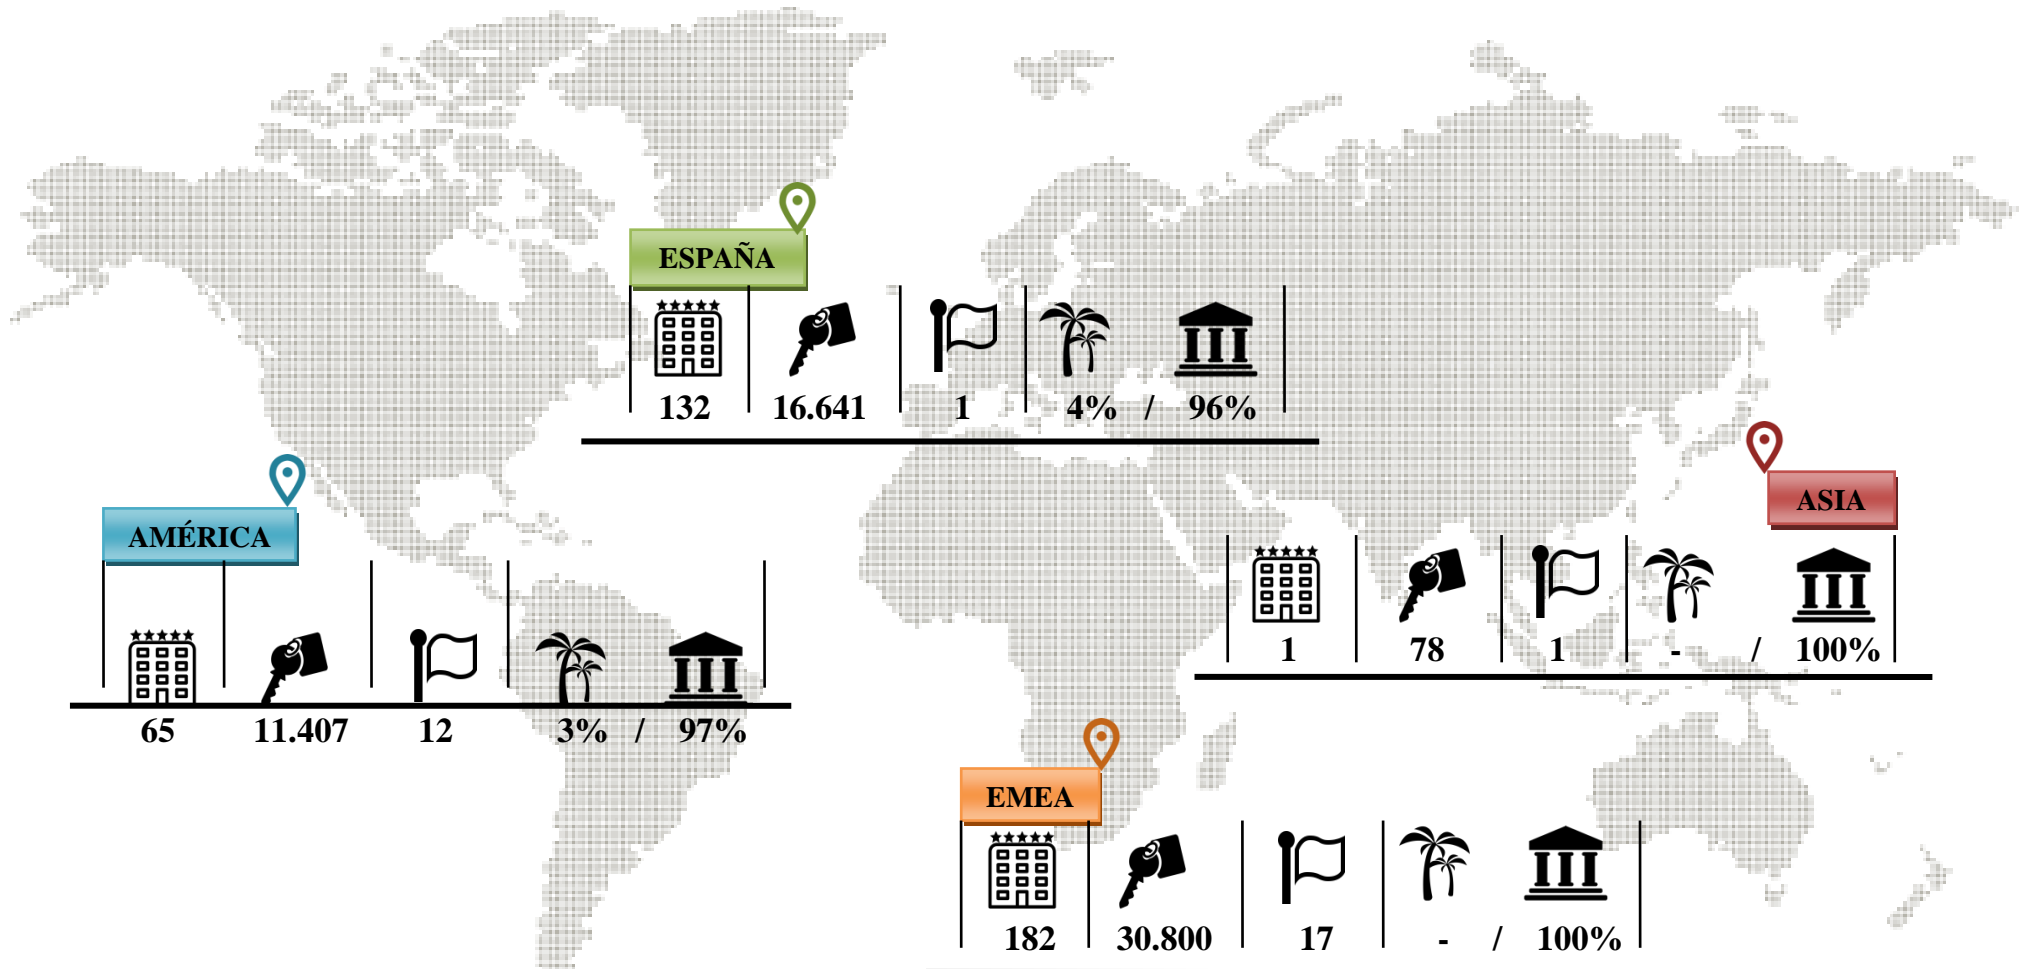 ESPAÑA
132 16.641 1 4% / 96%
AMÉRICA
65 11.407 12 3% / 97%
ASIA
1 78 1 - / 100%
EMEA
182 30.800 17 - / 100%